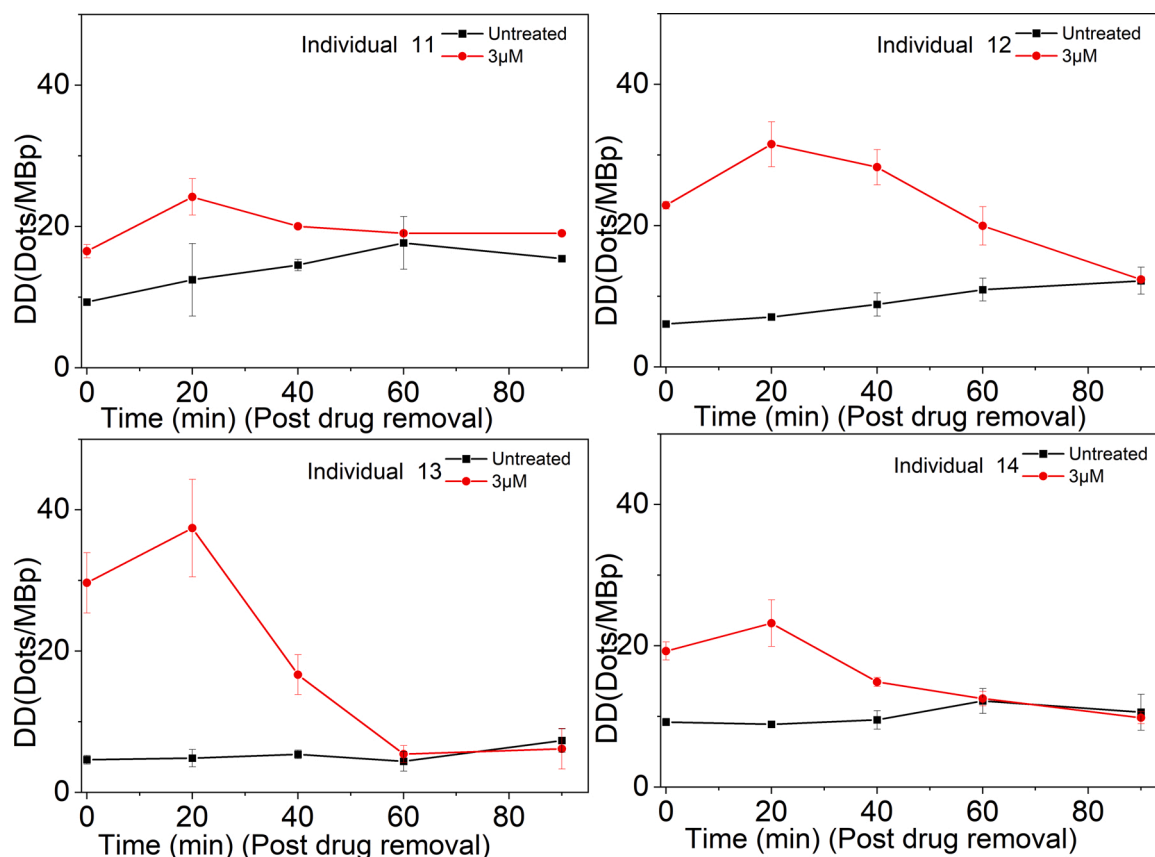 Individual 11
Untreated
3µM
DD(Dots/MBp)
40
20
0
0 20 40 60 80
Time (min) (Post drug removal)
Individual 12
Untreated
3µM
DD(Dots/MBp)
40
20
0
0 20 40 60 80
Time (min) (Post drug removal)
Individual 13
Untreated
3µM
DD(Dots/MBp)
40
20
0
0 20 40 60 80
Time (min) (Post drug removal)
Individual 14
Untreated
3µM
DD(Dots/MBp)
40
20
0
0 20 40 60 80
Time (min) (Post drug removal)